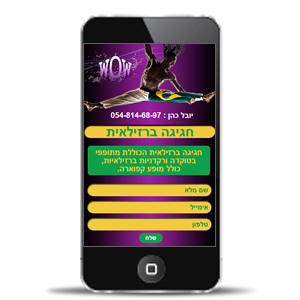 WOW
יובל כהן : 054-814-68-97
חגיגה ברזילאית
חגיגה ברזילאית הכוללת מתופפי
בטוקדה ורקדניות ברזילאיות,
כולל מופע קפוארה.
שם מלא
אימייל
טלפון
שלח